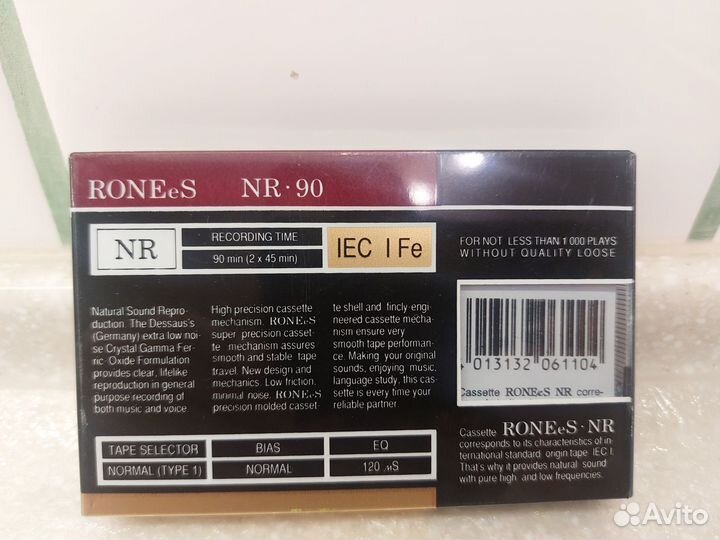 RONEeS NR·90
NR
RECORDING TIME
90 min (2 x 45 min)
IEC I Fe
FOR NOT LESS THAN 1 000 PLAYS
WITHOUT QUALITY LOOSE
Natural Sound Repro-
duction. The Dessaus's
(Germany) extra low noi-
se Crystal Gamma Fer-
ric Oxide Formulation
provides clear, lifelike
reproduction in general
purpose recording of
both music and voice.
High precision cassette
mechanism. RONEeS
super precision casset-
te mechanism assures
smooth and stable tape
travel. New design and
mechanics. Low friction,
minimal noise. RONEeS
precision molded casset-
te shell and fincly-engi-
neered cassette mecha-
nism ensure very
smooth tape performan-
ce. Making your original
sounds, enjoying music,
language study, this cas-
sette is every time your
reliable partner.
4 013132 061104
Cassette RONEeS NR corre-
TAPE SELECTOR BIAS EQ
NORMAL (TYPE 1) NORMAL 120 мS
Cassette RONEeS·NR
corresponds to its characteristics of in-
ternational standard origin tape IEC I.
That's why it provides natural sound
with pure high and low frequencies.
Avito